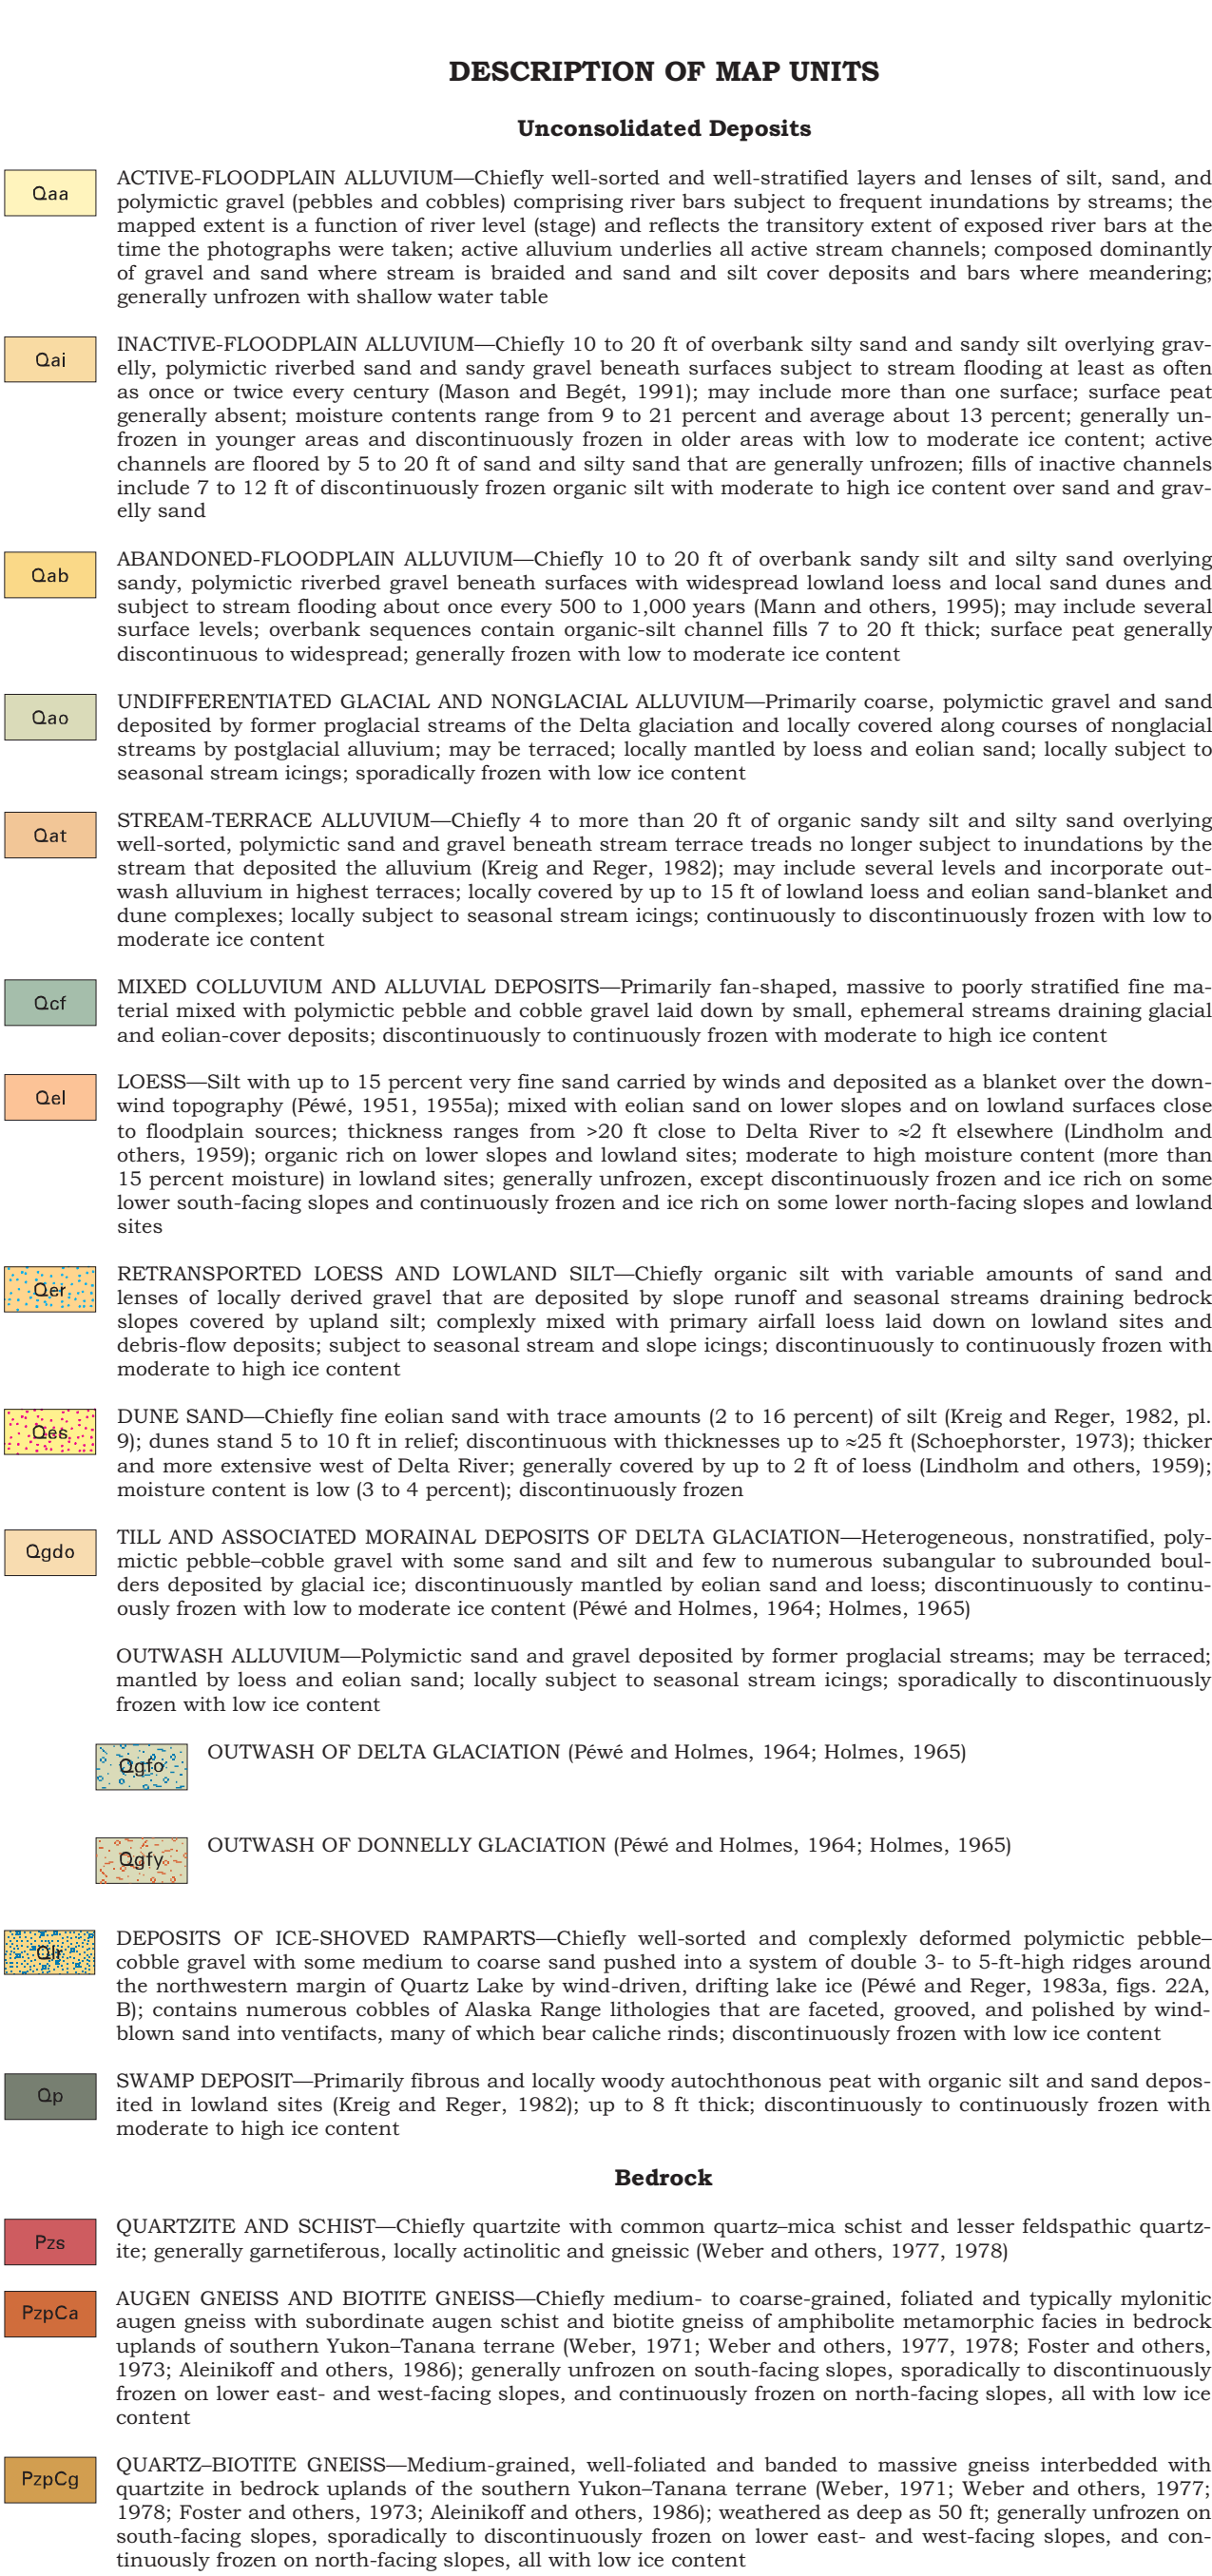 DESCRIPTION OF MAP UNITS
Unconsolidated Deposits
Qaa
ACTIVE-FLOODPLAIN ALLUVIUM—Chiefly well-sorted and well-stratified layers and lenses of silt, sand, and
polymictic gravel (pebbles and cobbles) comprising river bars subject to frequent inundations by streams; the
mapped extent is a function of river level (stage) and reflects the transitory extent of exposed river bars at the
time the photographs were taken; active alluvium underlies all active stream channels; composed dominantly
of gravel and sand where stream is braided and sand and silt cover deposits and bars where meandering;
generally unfrozen with shallow water table
Qai
INACTIVE-FLOODPLAIN ALLUVIUM—Chiefly 10 to 20 ft of overbank silty sand and sandy silt overlying grav-
elly, polymictic riverbed sand and sandy gravel beneath surfaces subject to stream flooding at least as often
as once or twice every century (Mason and Begét, 1991); may include more than one surface; surface peat
generally absent; moisture contents range from 9 to 21 percent and average about 13 percent; generally un-
frozen in younger areas and discontinuously frozen in older areas with low to moderate ice content; active
channels are floored by 5 to 20 ft of sand and silty sand that are generally unfrozen; fills of inactive channels
include 7 to 12 ft of discontinuously frozen organic silt with moderate to high ice content over sand and grav-
elly sand
Qab
ABANDONED-FLOODPLAIN ALLUVIUM—Chiefly 10 to 20 ft of overbank sandy silt and silty sand overlying
sandy, polymictic riverbed gravel beneath surfaces with widespread lowland loess and local sand dunes and
subject to stream flooding about once every 500 to 1,000 years (Mann and others, 1995); may include several
surface levels; overbank sequences contain organic-silt channel fills 7 to 20 ft thick; surface peat generally
discontinuous to widespread; generally frozen with low to moderate ice content
Qao
UNDIFFERENTIATED GLACIAL AND NONGLACIAL ALLUVIUM—Primarily coarse, polymictic gravel and sand
deposited by former proglacial streams of the Delta glaciation and locally covered along courses of nonglacial
streams by postglacial alluvium; may be terraced; locally mantled by loess and eolian sand; locally subject to
seasonal stream icings; sporadically frozen with low ice content
Qat
STREAM-TERRACE ALLUVIUM—Chiefly 4 to more than 20 ft of organic sandy silt and silty sand overlying
well-sorted, polymictic sand and gravel beneath stream terrace treads no longer subject to inundations by the
stream that deposited the alluvium (Kreig and Reger, 1982); may include several levels and incorporate out-
wash alluvium in highest terraces; locally covered by up to 15 ft of lowland loess and eolian sand-blanket and
dune complexes; locally subject to seasonal stream icings; continuously to discontinuously frozen with low to
moderate ice content
Qcf
MIXED COLLUVIUM AND ALLUVIAL DEPOSITS—Primarily fan-shaped, massive to poorly stratified fine ma-
terial mixed with polymictic pebble and cobble gravel laid down by small, ephemeral streams draining glacial
and eolian-cover deposits; discontinuously to continuously frozen with moderate to high ice content
Qel
LOESS—Silt with up to 15 percent very fine sand carried by winds and deposited as a blanket over the down-
wind topography (Péwé, 1951, 1955a); mixed with eolian sand on lower slopes and on lowland surfaces close
to floodplain sources; thickness ranges from >20 ft close to Delta River to ≈2 ft elsewhere (Lindholm and
others, 1959); organic rich on lower slopes and lowland sites; moderate to high moisture content (more than
15 percent moisture) in lowland sites; generally unfrozen, except discontinuously frozen and ice rich on some
lower south-facing slopes and continuously frozen and ice rich on some lower north-facing slopes and lowland
sites
Qer
RETRANSPORTED LOESS AND LOWLAND SILT—Chiefly organic silt with variable amounts of sand and
lenses of locally derived gravel that are deposited by slope runoff and seasonal streams draining bedrock
slopes covered by upland silt; complexly mixed with primary airfall loess laid down on lowland sites and
debris-flow deposits; subject to seasonal stream and slope icings; discontinuously to continuously frozen with
moderate to high ice content
Qes
DUNE SAND—Chiefly fine eolian sand with trace amounts (2 to 16 percent) of silt (Kreig and Reger, 1982, pl.
9); dunes stand 5 to 10 ft in relief; discontinuous with thicknesses up to ≈25 ft (Schoephorster, 1973); thicker
and more extensive west of Delta River; generally covered by up to 2 ft of loess (Lindholm and others, 1959);
moisture content is low (3 to 4 percent); discontinuously frozen
Qgdo
TILL AND ASSOCIATED MORAINAL DEPOSITS OF DELTA GLACIATION—Heterogeneous, nonstratified, poly-
mictic pebble–cobble gravel with some sand and silt and few to numerous subangular to subrounded boul-
ders deposited by glacial ice; discontinuously mantled by eolian sand and loess; discontinuously to continu-
ously frozen with low to moderate ice content (Péwé and Holmes, 1964; Holmes, 1965)
OUTWASH ALLUVIUM—Polymictic sand and gravel deposited by former proglacial streams; may be terraced;
mantled by loess and eolian sand; locally subject to seasonal stream icings; sporadically to discontinuously
frozen with low ice content
Qgfo
OUTWASH OF DELTA GLACIATION (Péwé and Holmes, 1964; Holmes, 1965)
Qgfy
OUTWASH OF DONNELLY GLACIATION (Péwé and Holmes, 1964; Holmes, 1965)
Qlr
DEPOSITS OF ICE-SHOVED RAMPARTS—Chiefly well-sorted and complexly deformed polymictic pebble–
cobble gravel with some medium to coarse sand pushed into a system of double 3- to 5-ft-high ridges around
the northwestern margin of Quartz Lake by wind-driven, drifting lake ice (Péwé and Reger, 1983a, figs. 22A,
B); contains numerous cobbles of Alaska Range lithologies that are faceted, grooved, and polished by wind-
blown sand into ventifacts, many of which bear caliche rinds; discontinuously frozen with low ice content
Qp
SWAMP DEPOSIT—Primarily fibrous and locally woody autochthonous peat with organic silt and sand depos-
ited in lowland sites (Kreig and Reger, 1982); up to 8 ft thick; discontinuously to continuously frozen with
moderate to high ice content
Bedrock
Pzs
QUARTZITE AND SCHIST—Chiefly quartzite with common quartz–mica schist and lesser feldspathic quartz-
ite; generally garnetiferous, locally actinolitic and gneissic (Weber and others, 1977, 1978)
PzpCa
AUGEN GNEISS AND BIOTITE GNEISS—Chiefly medium- to coarse-grained, foliated and typically mylonitic
augen gneiss with subordinate augen schist and biotite gneiss of amphibolite metamorphic facies in bedrock
uplands of southern Yukon–Tanana terrane (Weber, 1971; Weber and others, 1977, 1978; Foster and others,
1973; Aleinikoff and others, 1986); generally unfrozen on south-facing slopes, sporadically to discontinuously
frozen on lower east- and west-facing slopes, and continuously frozen on north-facing slopes, all with low ice
content
PzpCg
QUARTZ–BIOTITE GNEISS—Medium-grained, well-foliated and banded to massive gneiss interbedded with
quartzite in bedrock uplands of the southern Yukon–Tanana terrane (Weber, 1971; Weber and others, 1977;
1978; Foster and others, 1973; Aleinikoff and others, 1986); weathered as deep as 50 ft; generally unfrozen on
south-facing slopes, sporadically to discontinuously frozen on lower east- and west-facing slopes, and con-
tinuously frozen on north-facing slopes, all with low ice content